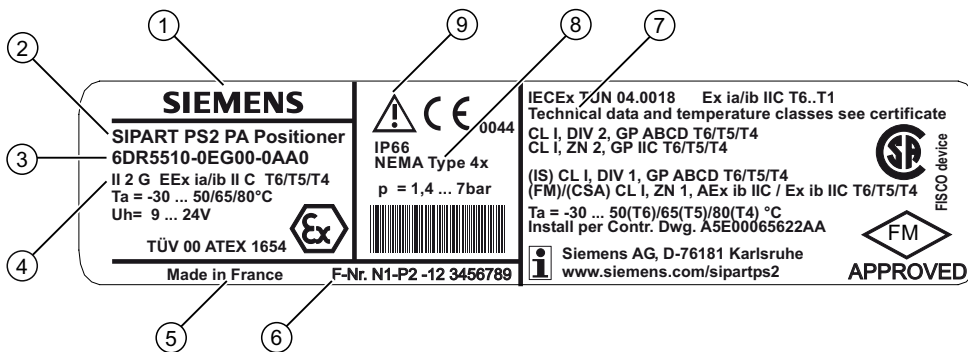 ① ⑨ ⑧ ⑦
② ③ ④ ⑤ ⑥
SIEMENS
SIPART PS2 PA Positioner
6DR5510-0EG00-0AA0
II 2 G EEx ia/ib II C T6/T5/T4
Ta = -30 ... 50/65/80°C
Uh= 9 ... 24V
Ex
TÜV 00 ATEX 1654
Made in France
CE 0044
IP66
NEMA Type 4x
p = 1,4 ... 7bar
F-Nr. N1-P2 -12 3456789
IECEx TUN 04.0018 Ex ia/ib IIC T6..T1
Technical data and temperature classes see certificate
CL I, DIV 2, GP ABCD T6/T5/T4
CL I, ZN 2, GP IIC T6/T5/T4
(IS) CL I, DIV 1, GP ABCD T6/T5/T4
(FM)/(CSA) CL I, ZN 1, AEx ib IIC / Ex ib IIC T6/T5/T4
Ta = -30 ... 50(T6)/65(T5)/80(T4) °C
Install per Contr. Dwg. A5E00065622AA
Siemens AG, D-76181 Karlsruhe
www.siemens.com/sipartps2
SA
FISCO device
FM
APPROVED